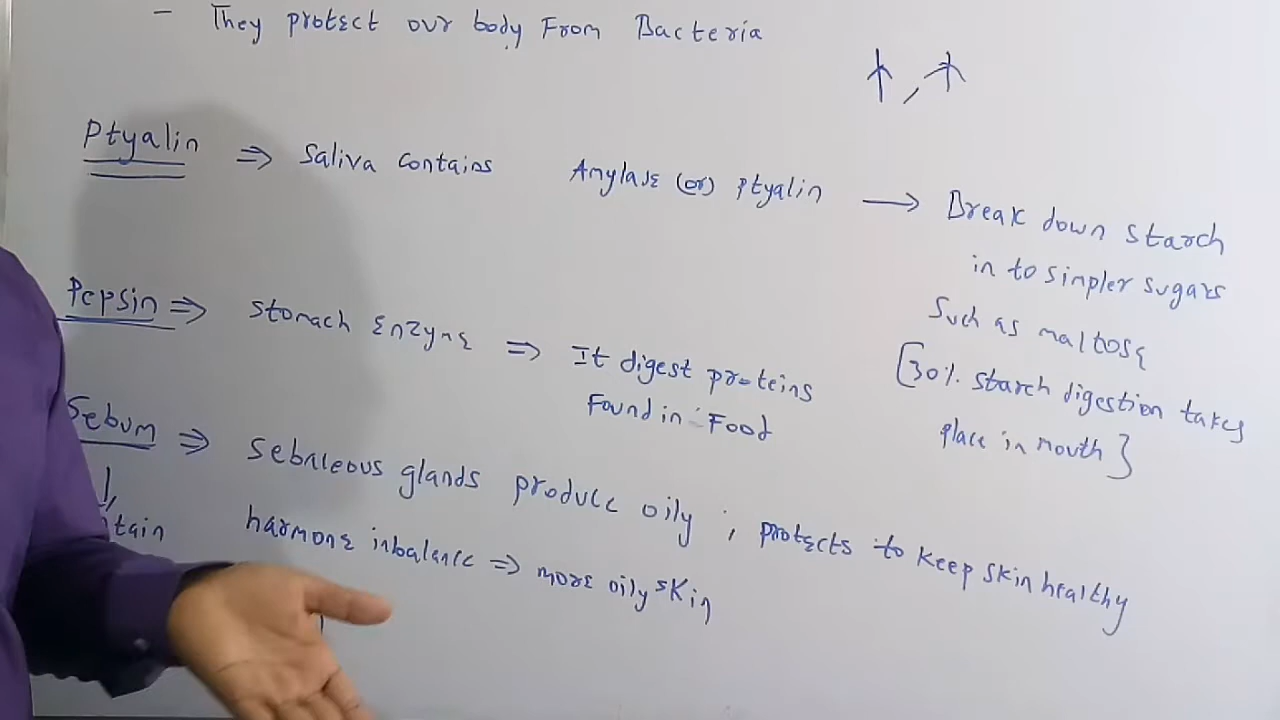 - They protect our body From Bacteria
Ptyalin ⇒ Saliva contains Amylase (or) Ptyalin → Break down starch
in to simpler sugars
Such as maltose
[30% starch digestion takes
place in mouth }
Pepsin ⇒ Stomach Enzyme ⇒ It digest proteins
Found in Food
Sebum ⇒ Sebaceous glands produce oily ; protects to keep skin healthy
harmone inbalance ⇒ more oily skin